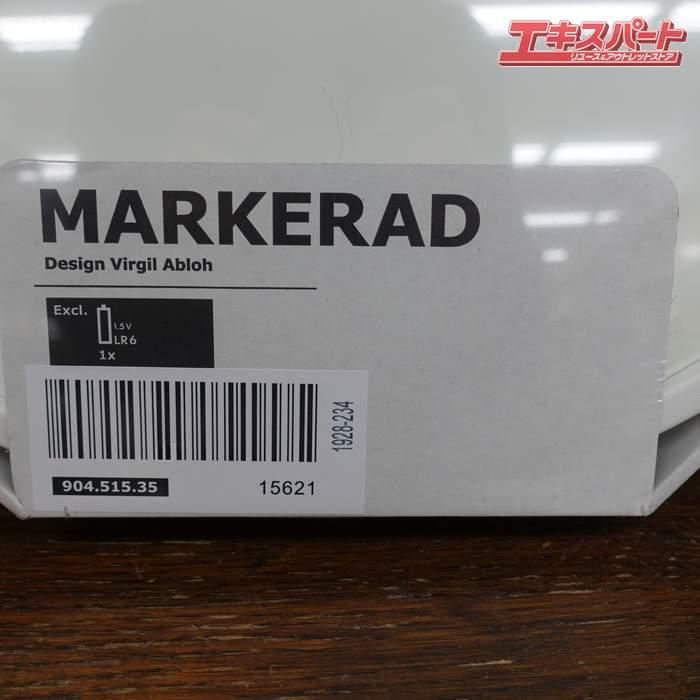 エキスパート
リユース&アウトレットストア
MARKERAD
Design Virgil Abloh
Excl.
1.5 V
LR6
1x
1928-234
904.515.35
15621